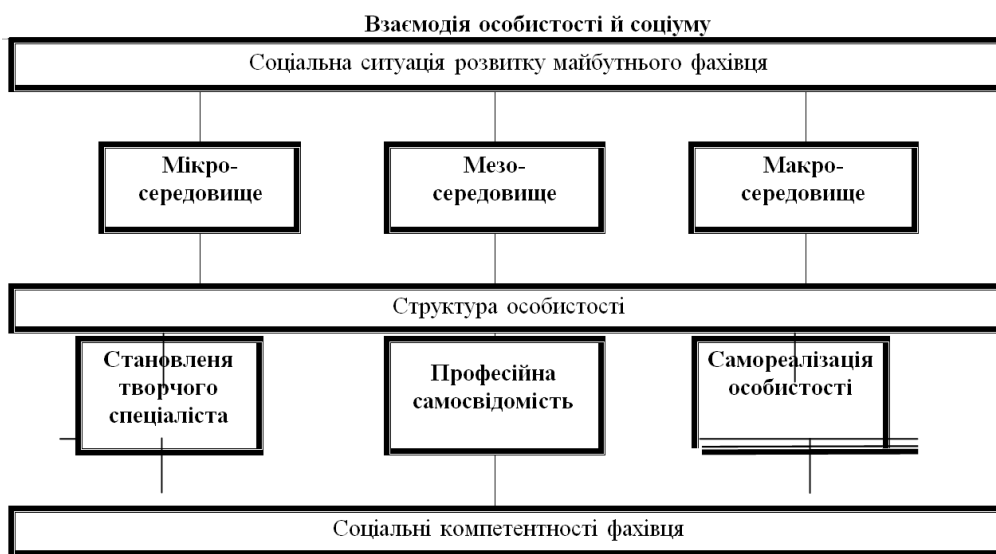 Взаємодія особистості й соціуму
Соціальна ситуація розвитку майбутнього фахівця
Мікро-
середовище
Мезо-
середовище
Макро-
середовище
Структура особистості
Становленя
творчого
спеціаліста
Професійна
самосвідомість
Самореалізація
особистості
Соціальні компетентності фахівця